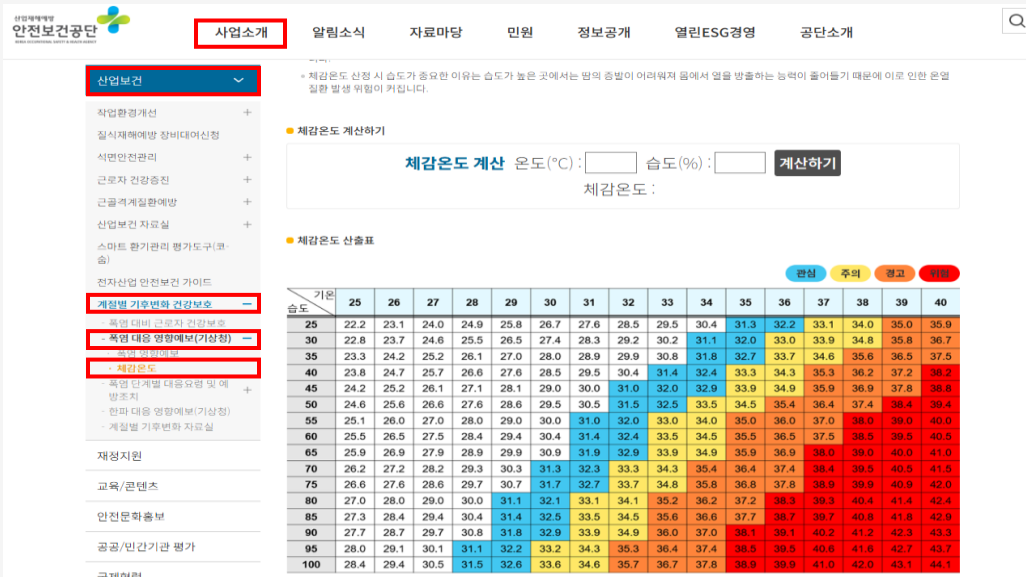 산업재해예방
안전보건공단
사업소개 알림소식 자료마당 민원 정보공개 열린ESG경영 공단소개
산업보건
작업환경개선 +
질식재해예방 장비대여신청
석면안전관리 +
근로자 건강증진 +
근골격계질환예방 +
산업보건 자료실 +
스마트 환기관리 평가도구(코-
숨)
전자산업 안전보건 가이드
계절별 기후변화 건강보호 −
- 폭염 대비 근로자 건강보호
- 폭염 대응 영향예보(기상청) −
- 폭염 영향예보
- 체감온도
- 폭염 단계별 대응요령 및 예
방조치 +
- 한파 대응 영향예보(기상청)
- 계절별 기후변화 자료실
재정지원
교육/콘텐츠
안전문화홍보
공공/민간기관 평가
국제협력
체감온도 산정 시 습도가 중요한 이유는 습도가 높은 곳에서는 땀의 증발이 어려워져 몸에서 열을 방출하는 능력이 줄어들기 때문에 이로 인한 온열
질환 발생 위험이 커집니다.
체감온도 계산하기
체감온도 계산 온도(°C) : 습도(%) : 계산하기
체감온도 :
체감온도 산출표
관심 주의 경고 위험
기온
습도 25 26 27 28 29 30 31 32 33 34 35 36 37 38 39 40
25 22.2 23.1 24.0 24.9 25.8 26.7 27.6 28.5 29.5 30.4 31.3 32.2 33.1 34.0 35.0 35.9
30 22.8 23.7 24.6 25.5 26.5 27.4 28.3 29.2 30.2 31.1 32.0 33.0 33.9 34.8 35.8 36.7
35 23.3 24.2 25.2 26.1 27.0 28.0 28.9 29.9 30.8 31.8 32.7 33.7 34.6 35.6 36.5 37.5
40 23.8 24.7 25.7 26.6 27.6 28.5 29.5 30.4 31.4 32.4 33.3 34.3 35.3 36.2 37.2 38.2
45 24.2 25.2 26.1 27.1 28.1 29.0 30.0 31.0 32.0 32.9 33.9 34.9 35.9 36.9 37.8 38.8
50 24.6 25.6 26.6 27.6 28.6 29.5 30.5 31.5 32.5 33.5 34.5 35.4 36.4 37.4 38.4 39.4
55 25.1 26.0 27.0 28.0 29.0 30.0 31.0 32.0 33.0 34.0 35.0 36.0 37.0 38.0 39.0 40.0
60 25.5 26.5 27.5 28.4 29.4 30.4 31.4 32.4 33.5 34.5 35.5 36.5 37.5 38.5 39.5 40.5
65 25.9 26.9 27.9 28.9 29.9 30.9 31.9 32.9 33.9 34.9 35.9 36.9 38.0 39.0 40.0 41.0
70 26.2 27.2 28.2 29.3 30.3 31.3 32.3 33.3 34.3 35.4 36.4 37.4 38.4 39.5 40.5 41.5
75 26.6 27.6 28.6 29.7 30.7 31.7 32.7 33.7 34.8 35.8 36.8 37.8 38.9 39.9 40.9 42.0
80 27.0 28.0 29.0 30.0 31.1 32.1 33.1 34.1 35.2 36.2 37.2 38.3 39.3 40.4 41.4 42.4
85 27.3 28.4 29.4 30.4 31.4 32.5 33.5 34.5 35.6 36.6 37.7 38.7 39.7 40.8 41.8 42.9
90 27.7 28.7 29.7 30.8 31.8 32.9 33.9 34.9 36.0 37.0 38.1 39.1 40.2 41.2 42.3 43.3
95 28.0 29.1 30.1 31.1 32.2 33.2 34.3 35.3 36.4 37.4 38.5 39.5 40.6 41.6 42.7 43.7
100 28.4 29.4 30.5 31.5 32.6 33.6 34.6 35.7 36.7 37.8 38.9 39.9 41.0 42.0 43.1 44.1